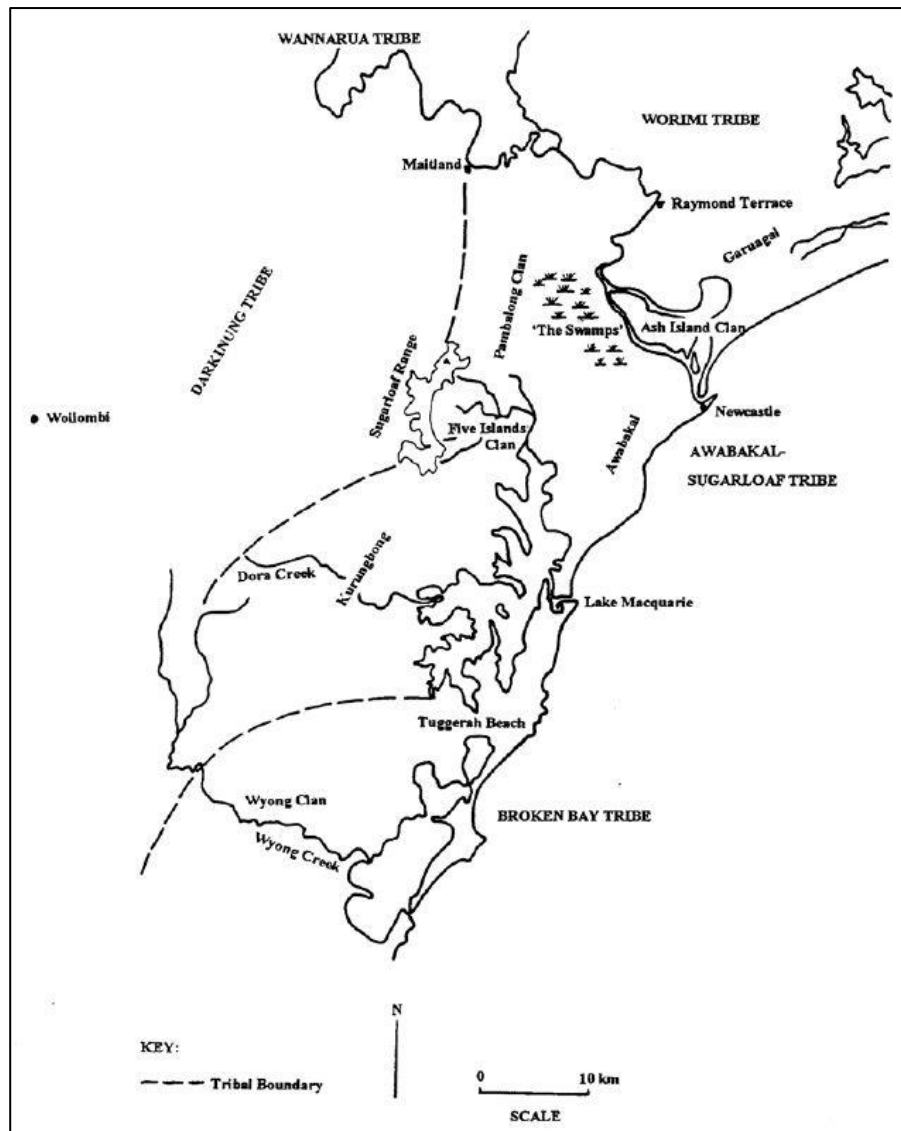 WANNARUA TRIBE
WORIMI TRIBE
Maitland
Raymond Terrace
Garuagal
DARKINUNG TRIBE
Pambalong Clan
'The Swamps'
Ash Island Clan
Sugarloaf Range
Wollombi
Newcastle
Five Islands
Clan
Awabakal
AWABAKAL-
SUGARLOAF TRIBE
Dora Creek
Kurungbong
Lake Macquarie
Tuggerah Beach
Wyong Clan
BROKEN BAY TRIBE
Wyong Creek
N
KEY:
Tribal Boundary
0 10 km
SCALE